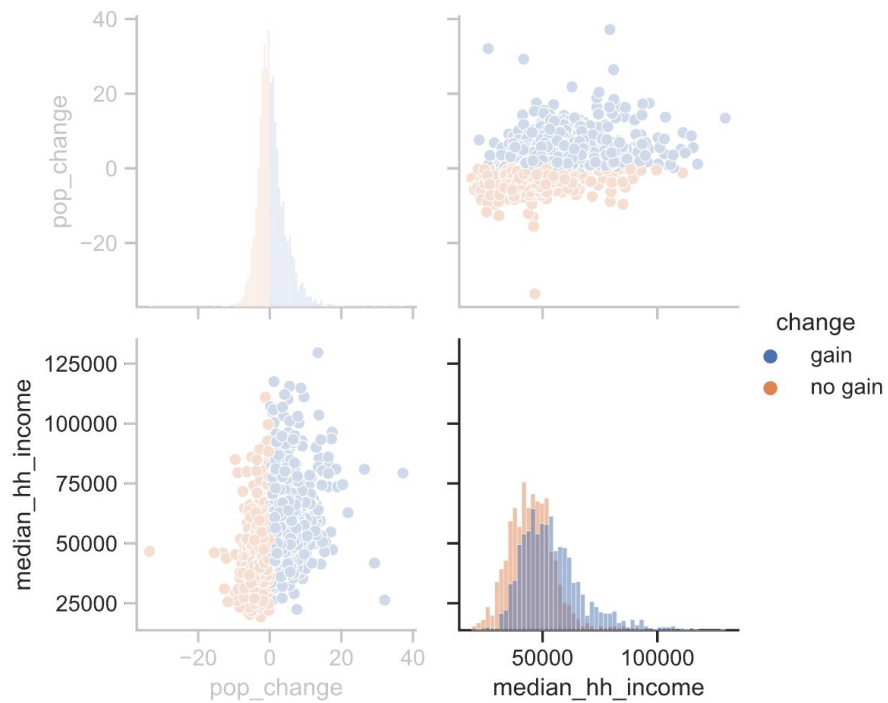 40
20
0
−20
pop_change
change
gain
no gain
125000
100000
75000
50000
25000
median_hh_income
−20 0 20 40
pop_change
50000 100000
median_hh_income